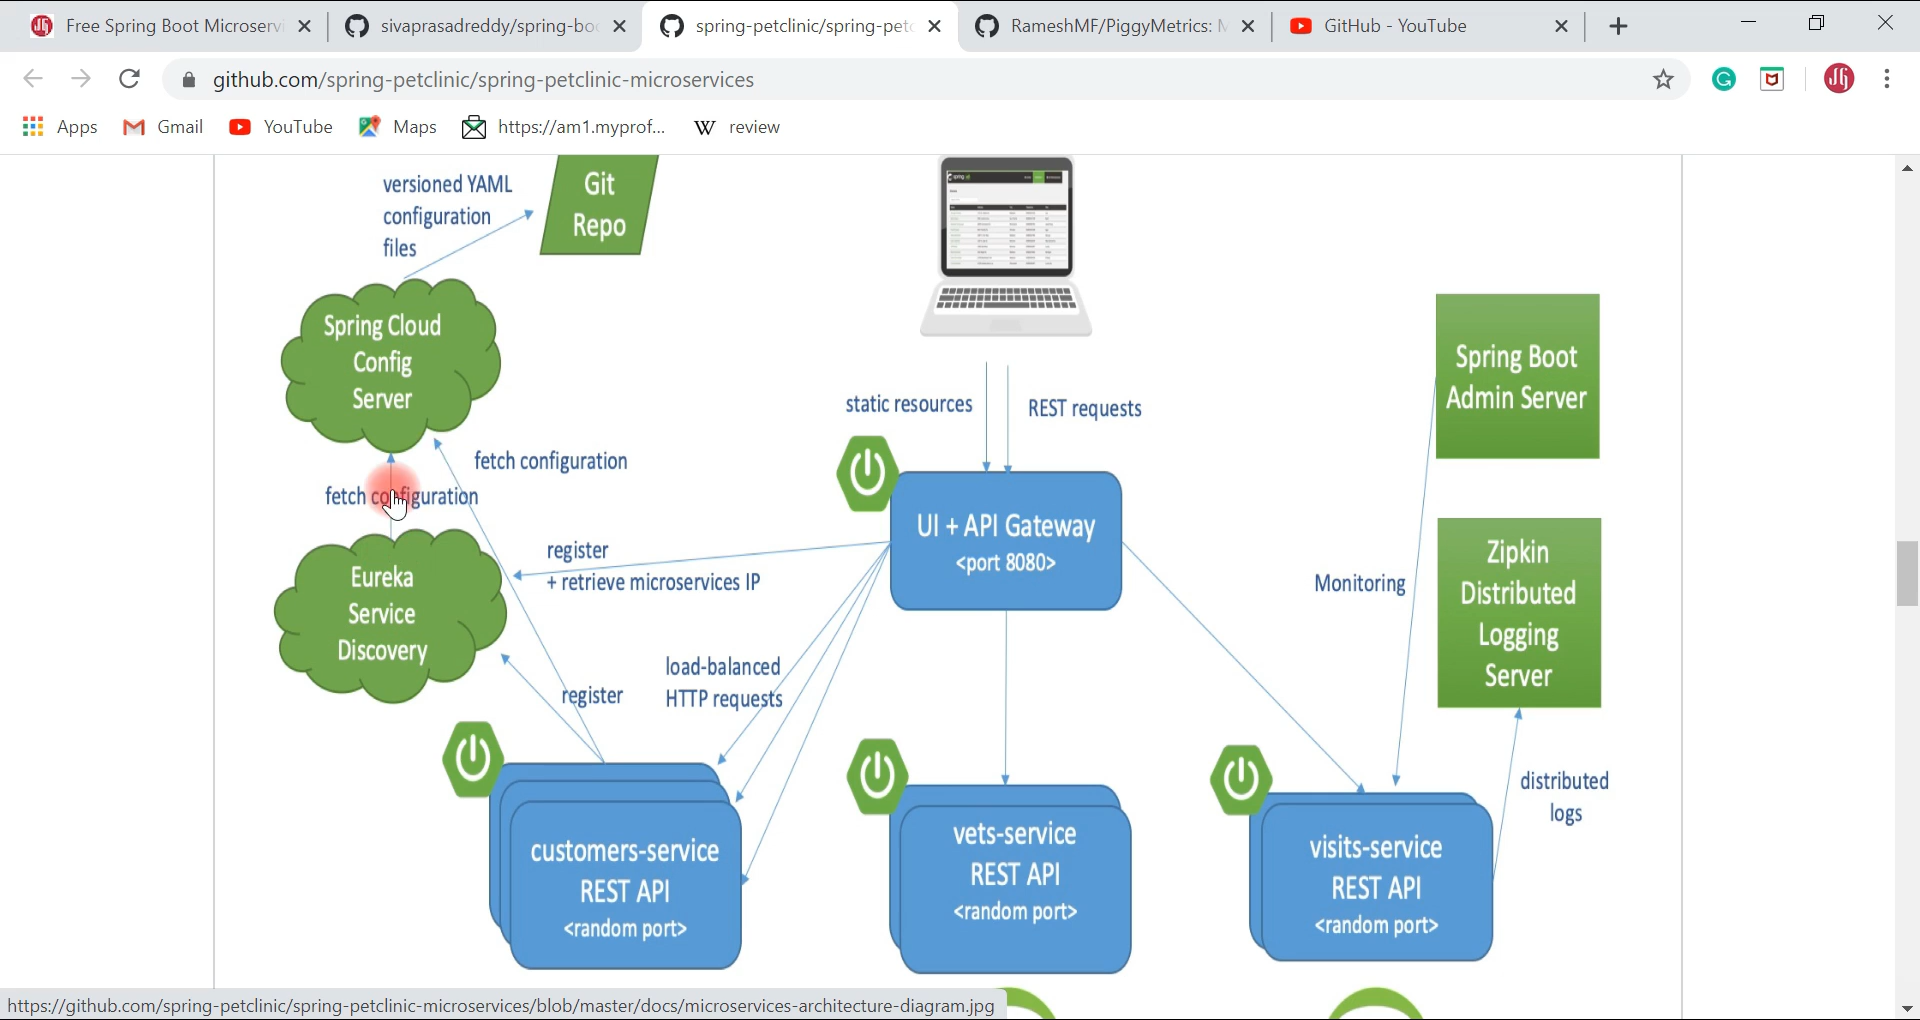 Free Spring Boot Microservi
sivaprasadreddy/spring-boo
spring-petclinic/spring-petc
RameshMF/PiggyMetrics: M
GitHub - YouTube
github.com/spring-petclinic/spring-petclinic-microservices
Apps
Gmail
YouTube
Maps
https://am1.myprof...
review
versioned YAML
configuration
files
Git
Repo
Spring Cloud
Config
Server
static resources
REST requests
Spring Boot
Admin Server
fetch configuration
fetch configuration
UI + API Gateway
<port 8080>
register
+ retrieve microservices IP
Eureka
Service
Discovery
Monitoring
Zipkin
Distributed
Logging
Server
load-balanced
HTTP requests
register
distributed
logs
customers-service
REST API
<random port>
vets-service
REST API
<random port>
visits-service
REST API
<random port>
https://github.com/spring-petclinic/spring-petclinic-microservices/blob/master/docs/microservices-architecture-diagram.jpg